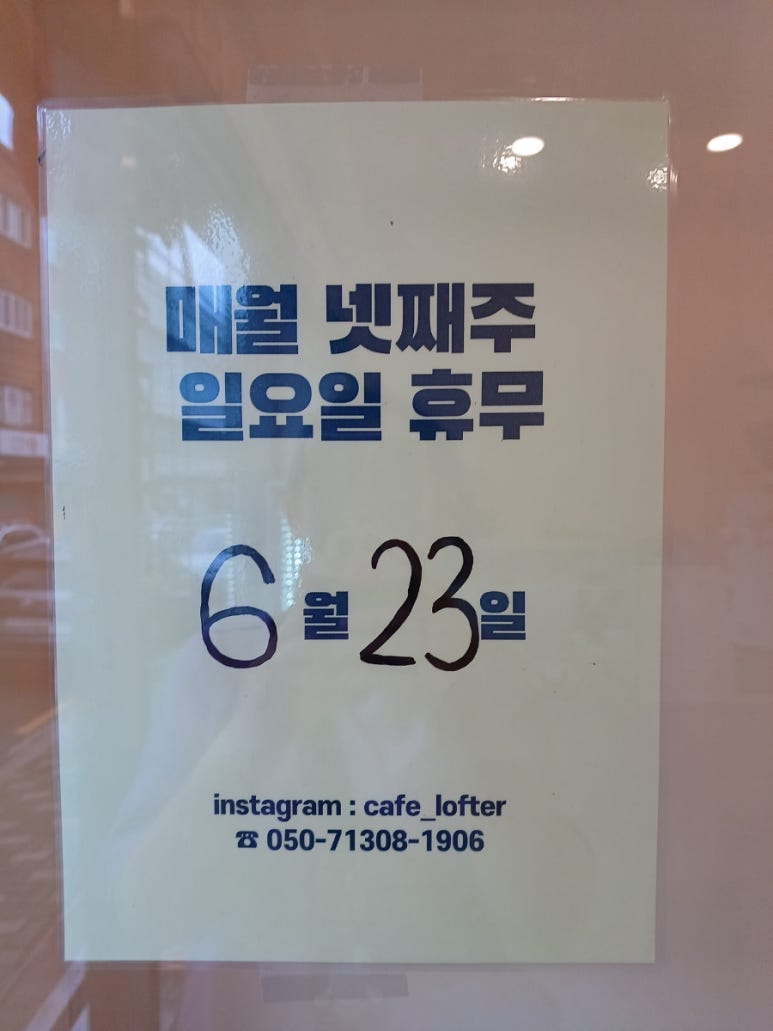 매월 넷째주
일요일 휴무
6월 23일
instagram : cafe_lofter
☎ 050-71308-1906